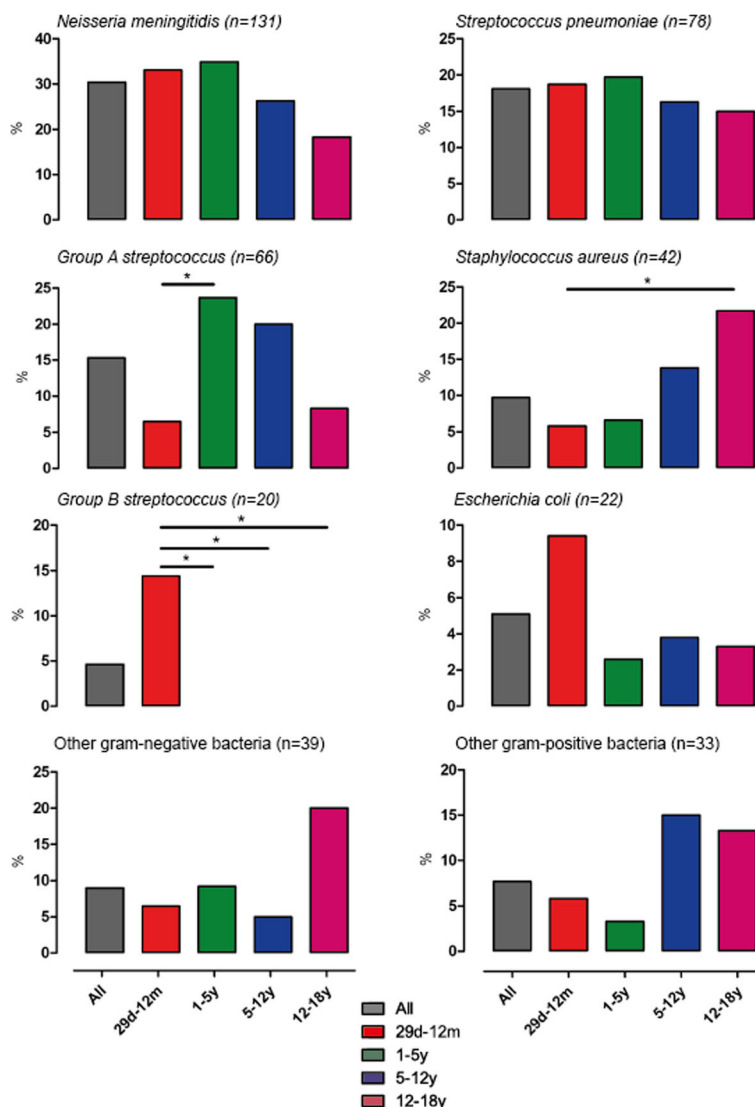 Neisseria meningitidis (n=131)
40
30
20
10
0
%
Streptococcus pneumoniae (n=78)
25
20
15
10
5
0
%
Group A streptococcus (n=66)
*
25
20
15
10
5
0
%
Staphylococcus aureus (n=42)
*
25
20
15
10
5
0
%
Group B streptococcus (n=20)
*
*
*
20
15
10
5
0
%
Escherichia coli (n=22)
10
8
6
4
2
0
%
Other gram-negative bacteria (n=39)
25
20
15
10
5
0
%
All
29d-12m
1-5y
5-12y
12-18y
Other gram-positive bacteria (n=33)
20
15
10
5
0
%
All
29d-12m
1-5y
5-12y
12-18y
All
29d-12m
1-5y
5-12y
12-18y